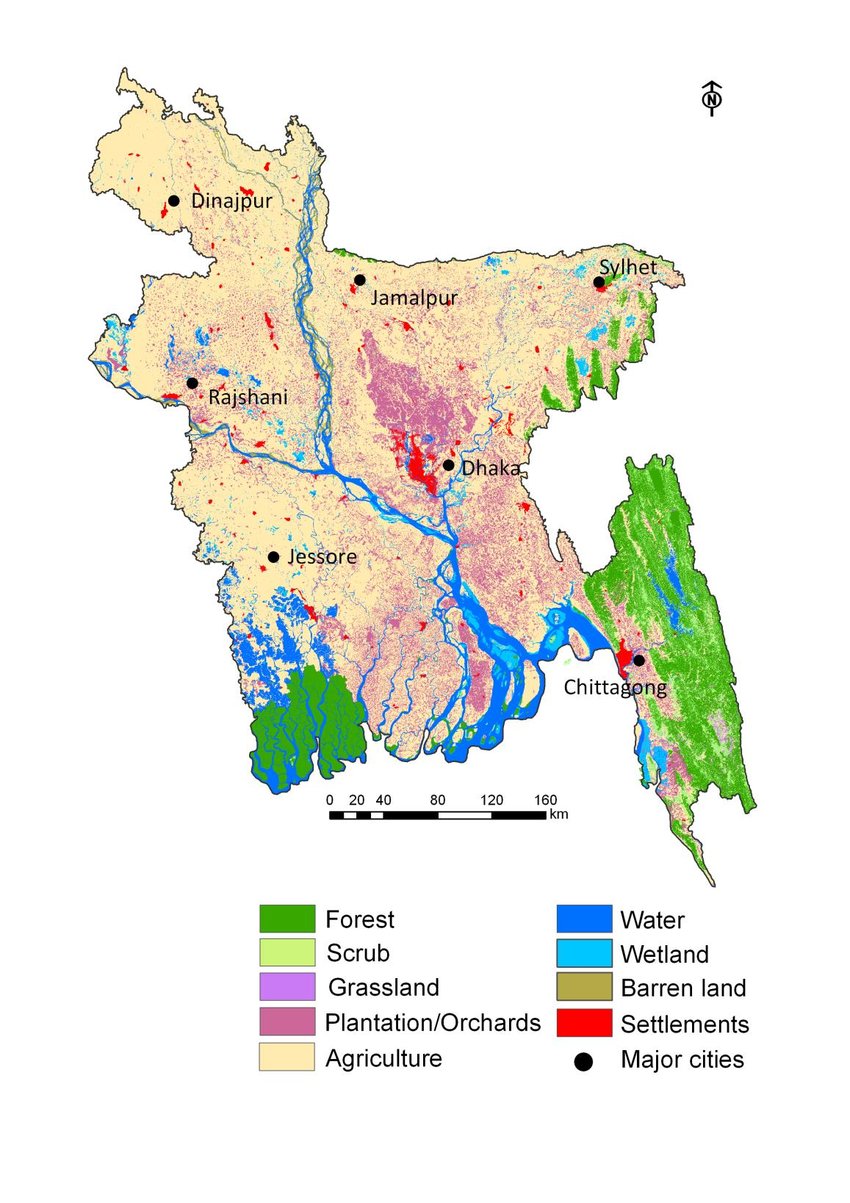 N
Dinajpur
Sylhet
Jamalpur
Rajshani
Dhaka
Jessore
Chittagong
0 20 40 80 120 160
km
Forest
Water
Scrub
Wetland
Grassland
Barren land
Plantation/Orchards
Settlements
Agriculture
Major cities